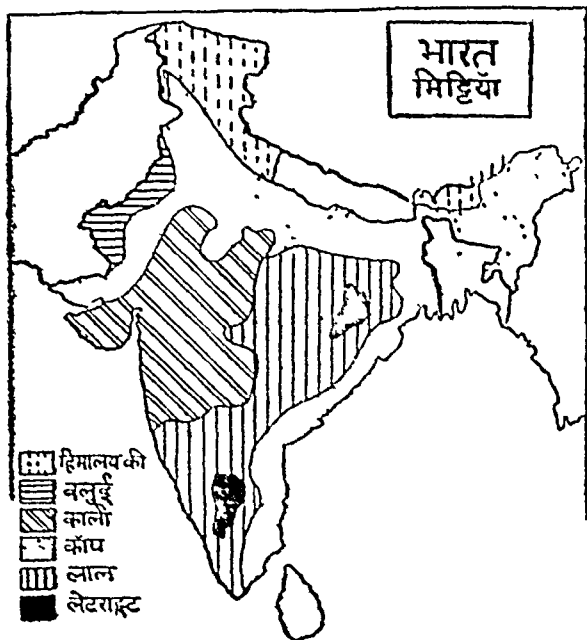 भारत
मिट्टियाँ
हिमालय की
बलुई
काली
काँप
लाल
लेटराइट